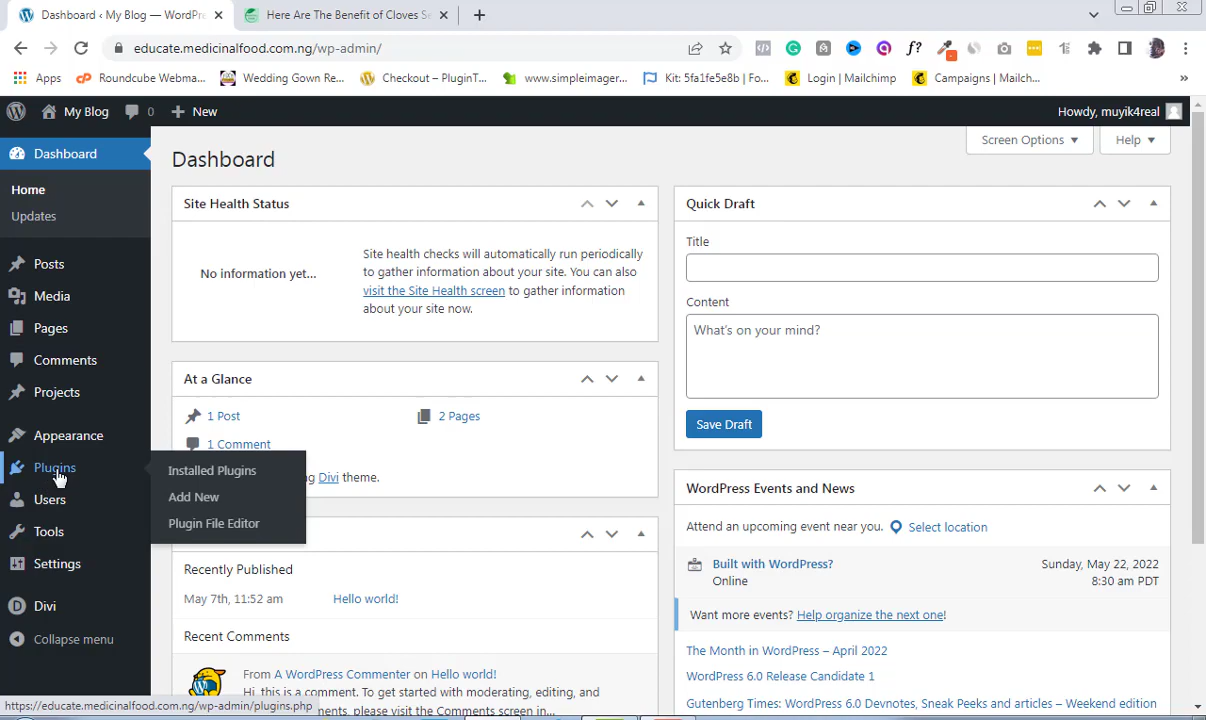 Dashboard ‹ My Blog — WordPre
Here Are The Benefit of Cloves Se
educate.medicinalfood.com.ng/wp-admin/
Apps
Roundcube Webma...
Wedding Gown Re...
Checkout – PluginT...
www.simpleimager...
Kit: 5fa1fe5e8b | Fo...
Login | Mailchimp
Campaigns | Mailch...
My Blog
0
New
Howdy, muyik4real
Dashboard
Home
Updates
Posts
Media
Pages
Comments
Projects
Appearance
Plugins
Users
Tools
Settings
Divi
Collapse menu
Installed Plugins
Add New
Plugin File Editor
Screen Options
Help
Dashboard
Site Health Status
No information yet...
Site health checks will automatically run periodically
to gather information about your site. You can also
visit the Site Health screen to gather information
about your site now.
At a Glance
1 Post
2 Pages
1 Comment
ng Divi theme.
Recently Published
May 7th, 11:52 am
Hello world!
Recent Comments
From A WordPress Commenter on Hello world!
Hi, this is a comment. To get started with moderating, editing, and
please visit the Comments screen in...
Quick Draft
Title
Content
What's on your mind?
Save Draft
WordPress Events and News
Attend an upcoming event near you.
Select location
Built with WordPress?
Online
Sunday, May 22, 2022
8:30 am PDT
Want more events? Help organize the next one!
The Month in WordPress – April 2022
WordPress 6.0 Release Candidate 1
Gutenberg Times: WordPress 6.0 Devnotes, Sneak Peeks and articles – Weekend edition
https://educate.medicinalfood.com.ng/wp-admin/plugins.php